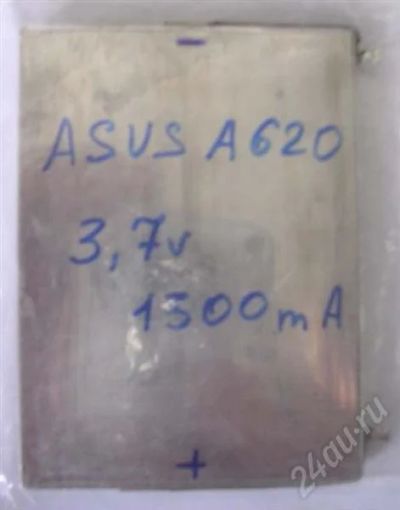 -
ASUS A620
3,7v
1500mA
+
24au.ru